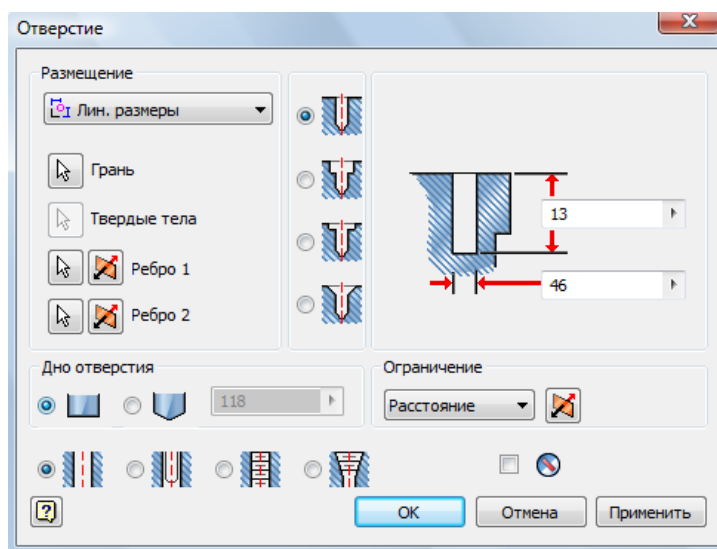 Отверстие
Размещение
Лин. размеры
Грань
Твердые тела
Ребро 1
Ребро 2
13
46
Дно отверстия
118
Ограничение
Расстояние
ОК
Отмена
Применить